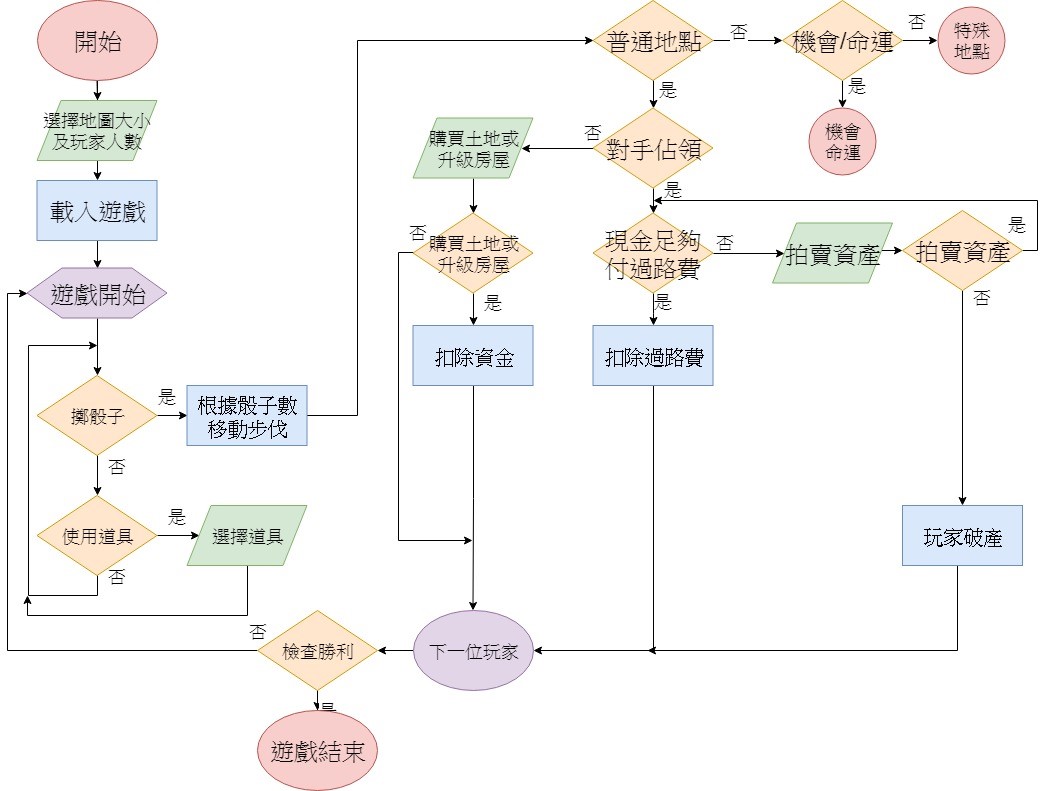 開始
選擇地圖大小
及玩家人數
載入遊戲
遊戲開始
擲骰子
是
根據骰子數
移動步伐
否
使用道具
是
選擇道具
否
普通地點
否
機會/命運
否
特殊
地點
是
是
機會
命運
對手佔領
否
購買土地或
升級房屋
是
購買土地或
升級房屋
否
是
扣除資金
現金足夠
付過路費
否
拍賣資產
拍賣資產
是
否
是
扣除過路費
玩家破產
下一位玩家
檢查勝利
否
是
遊戲結束